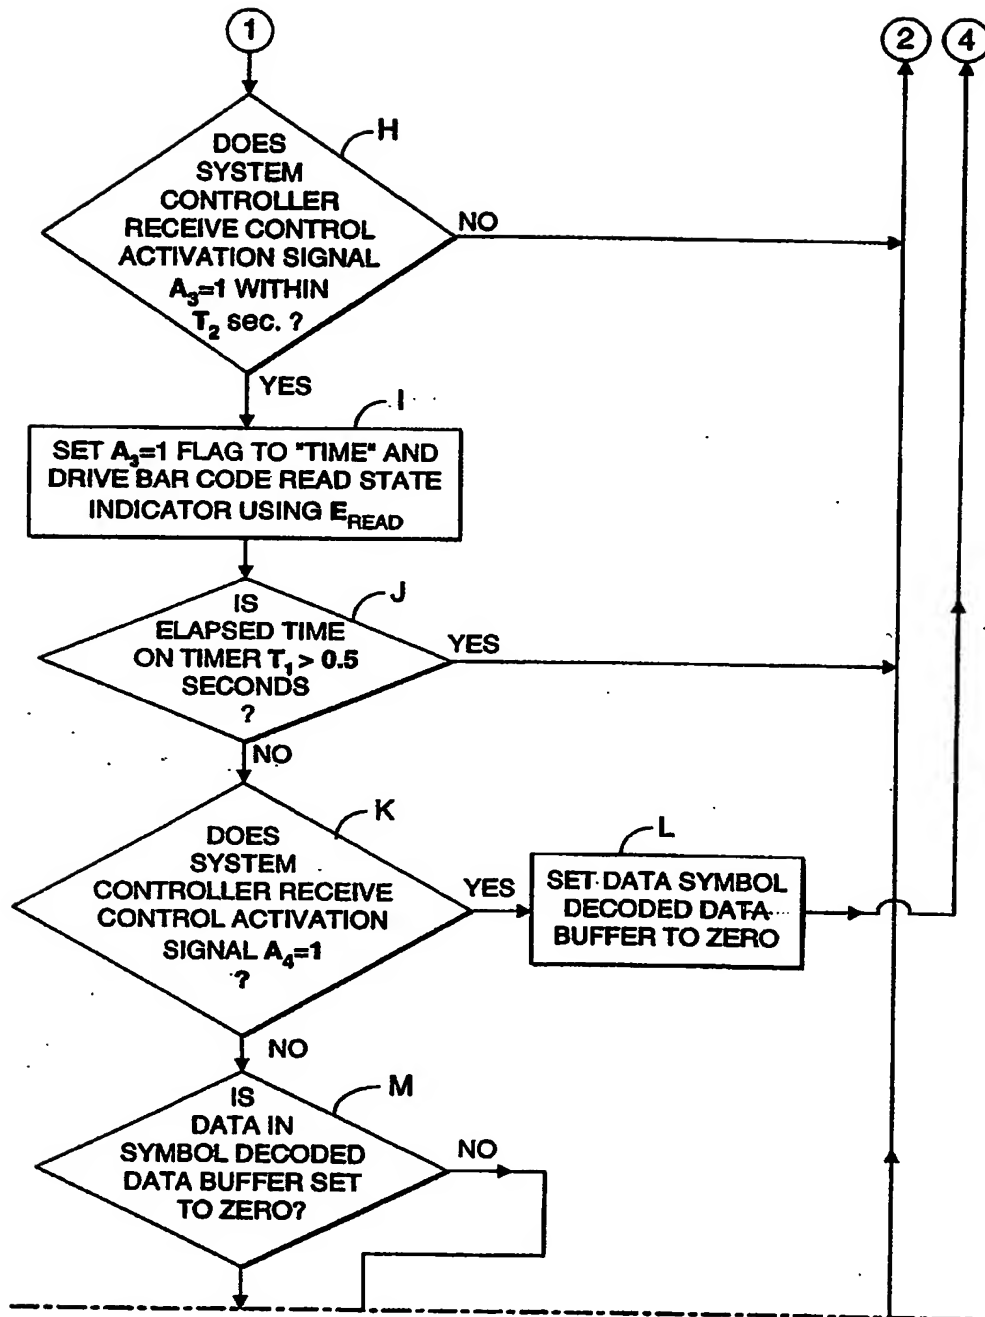 1
2
4
H
DOES
SYSTEM
CONTROLLER
RECEIVE CONTROL
ACTIVATION SIGNAL
A₃=1 WITHIN
T₂ sec. ?
NO
YES
I
SET A₃=1 FLAG TO "TIME" AND
DRIVE BAR CODE READ STATE
INDICATOR USING E_READ
J
IS
ELAPSED TIME
ON TIMER T₁ > 0.5
SECONDS
?
YES
NO
K
DOES
SYSTEM
CONTROLLER RECEIVE
CONTROL ACTIVATION
SIGNAL A₄=1
?
YES
L
SET DATA SYMBOL
DECODED DATA
BUFFER TO ZERO
NO
M
IS
DATA IN
SYMBOL DECODED
DATA BUFFER SET
TO ZERO?
NO